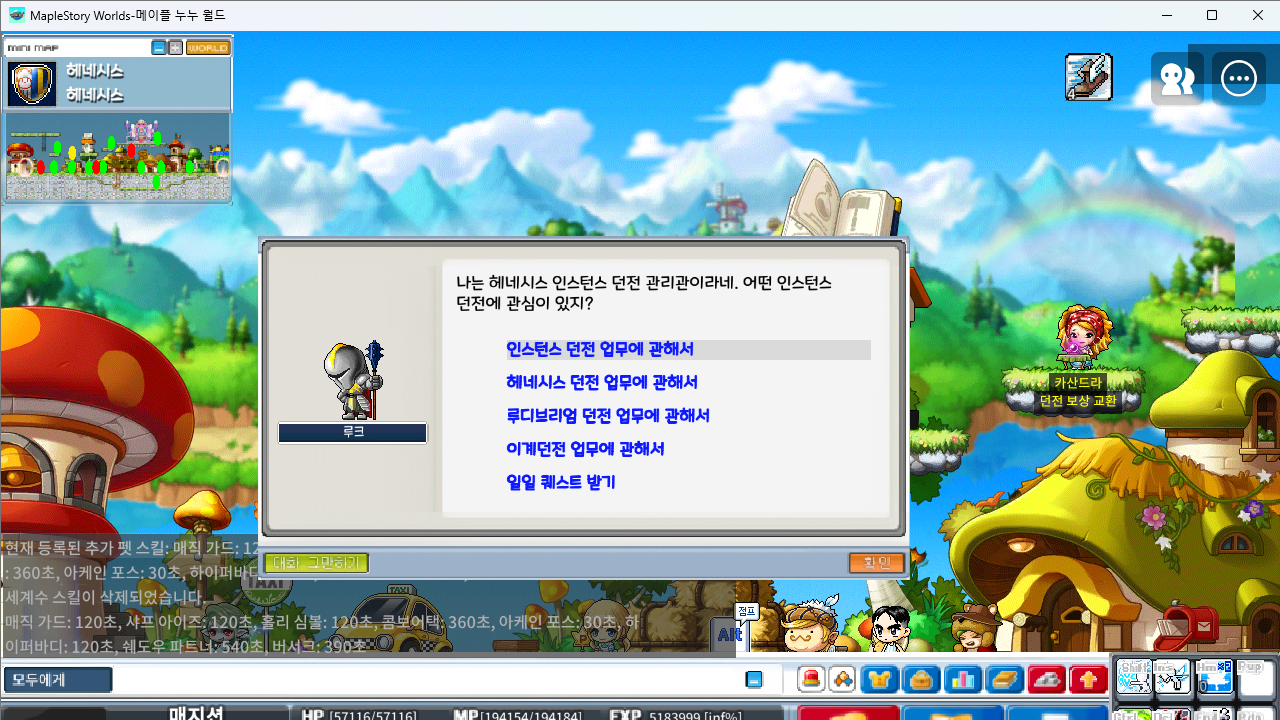 MapleStory Worlds-메이플 누누 월드
MINI MAP
WORLD
헤네시스
헤네시스
4
나는 헤네시스 인스턴스 던전 관리관이라네. 어떤 인스턴스
던전에 관심이 있지?
인스턴스 던전 업무에 관해서
헤네시스 던전 업무에 관해서
루디브리엄 던전 업무에 관해서
이계던전 업무에 관해서
일일 퀘스트 받기
루크
대화 그만하기
확인
카산드라
던전 보상 교환
현재 등록된 추가 펫 스킬: 매직 가드: 12
: 360초, 아케인 포스: 30초, 하이퍼바디
세계수 스킬이 삭제되었습니다.
매직 가드: 120초, 샤프 아이즈: 120초, 홀리 심볼: 120초, 콤보어택: 360초, 아케인 포스: 30초, 하
이퍼바디: 120초, 쉐도우 파트너: 540초, 버서크: 390초
TAXI
TAXI
점프
Alt
모두에게
Shift
Ins
Hm
Pup
매지션
HP [57116/57116]
MP [194154/194184]
EXP 5183999 [inf%]
Ctrl
Del
End
Pdn